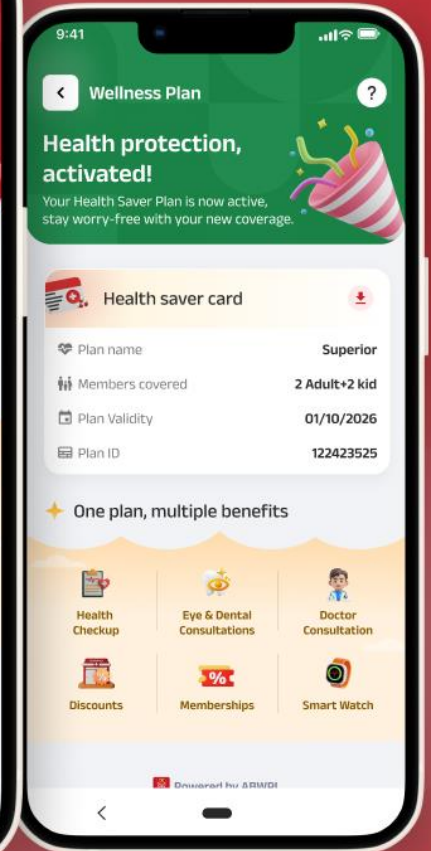 9:41
Wellness Plan
?
Health protection,
activated!
Your Health Saver Plan is now active,
stay worry-free with your new coverage.
Health saver card
Plan name Superior
Members covered 2 Adult+2 kid
Plan Validity 01/10/2026
Plan ID 122423525
One plan, multiple benefits
Health
Checkup
Eye & Dental
Consultations
Doctor
Consultation
%
Discounts
Memberships
Smart Watch
Powered by